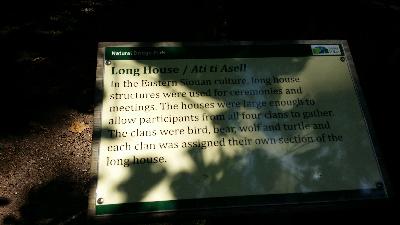 Long House / Ati ti Asel!
In the Eastern Siouan culture, long house
structures were used for ceremonies and
meetings. The houses were large enough to
allow participants from all four clans to gather.
The clans were bird, bear, wolf and turtle and
each clan was assigned their own section of the
long house.